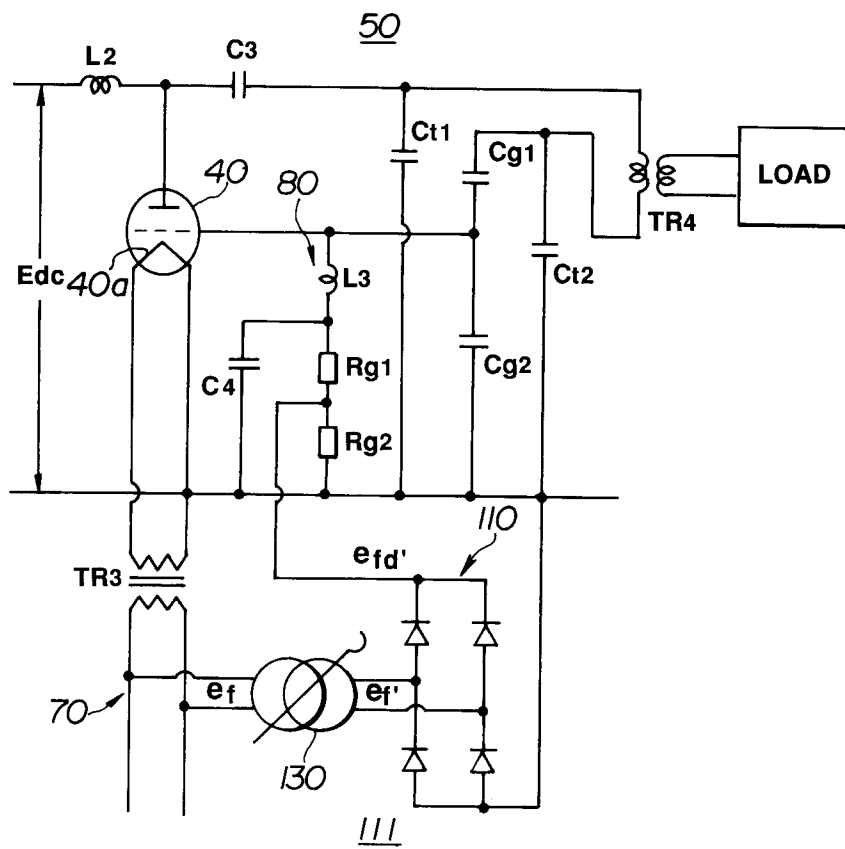 50
L2
C3
Ct1
Cg1
40
80
TR4
LOAD
Edc
40a
L3
Ct2
C4
Rg1
Cg2
Rg2
110
efd'
TR3
70
ef
ef'
130
111